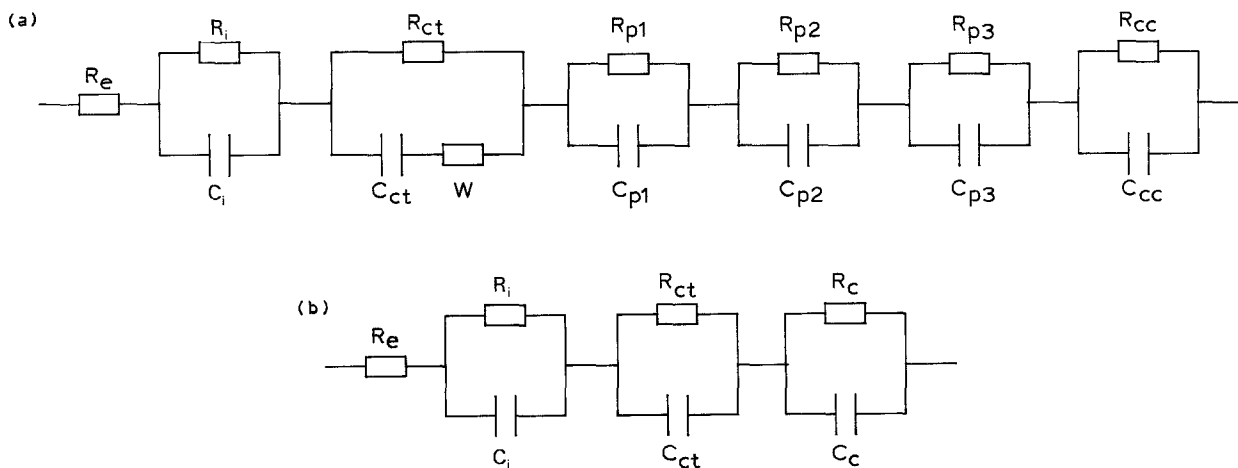 (a)
Ri Rct Rp1 Rp2 Rp3 Rcc
Re
Ci Cct W Cp1 Cp2 Cp3 Ccc
(b)
Ri Rct Rc
Re
Ci Cct Cc